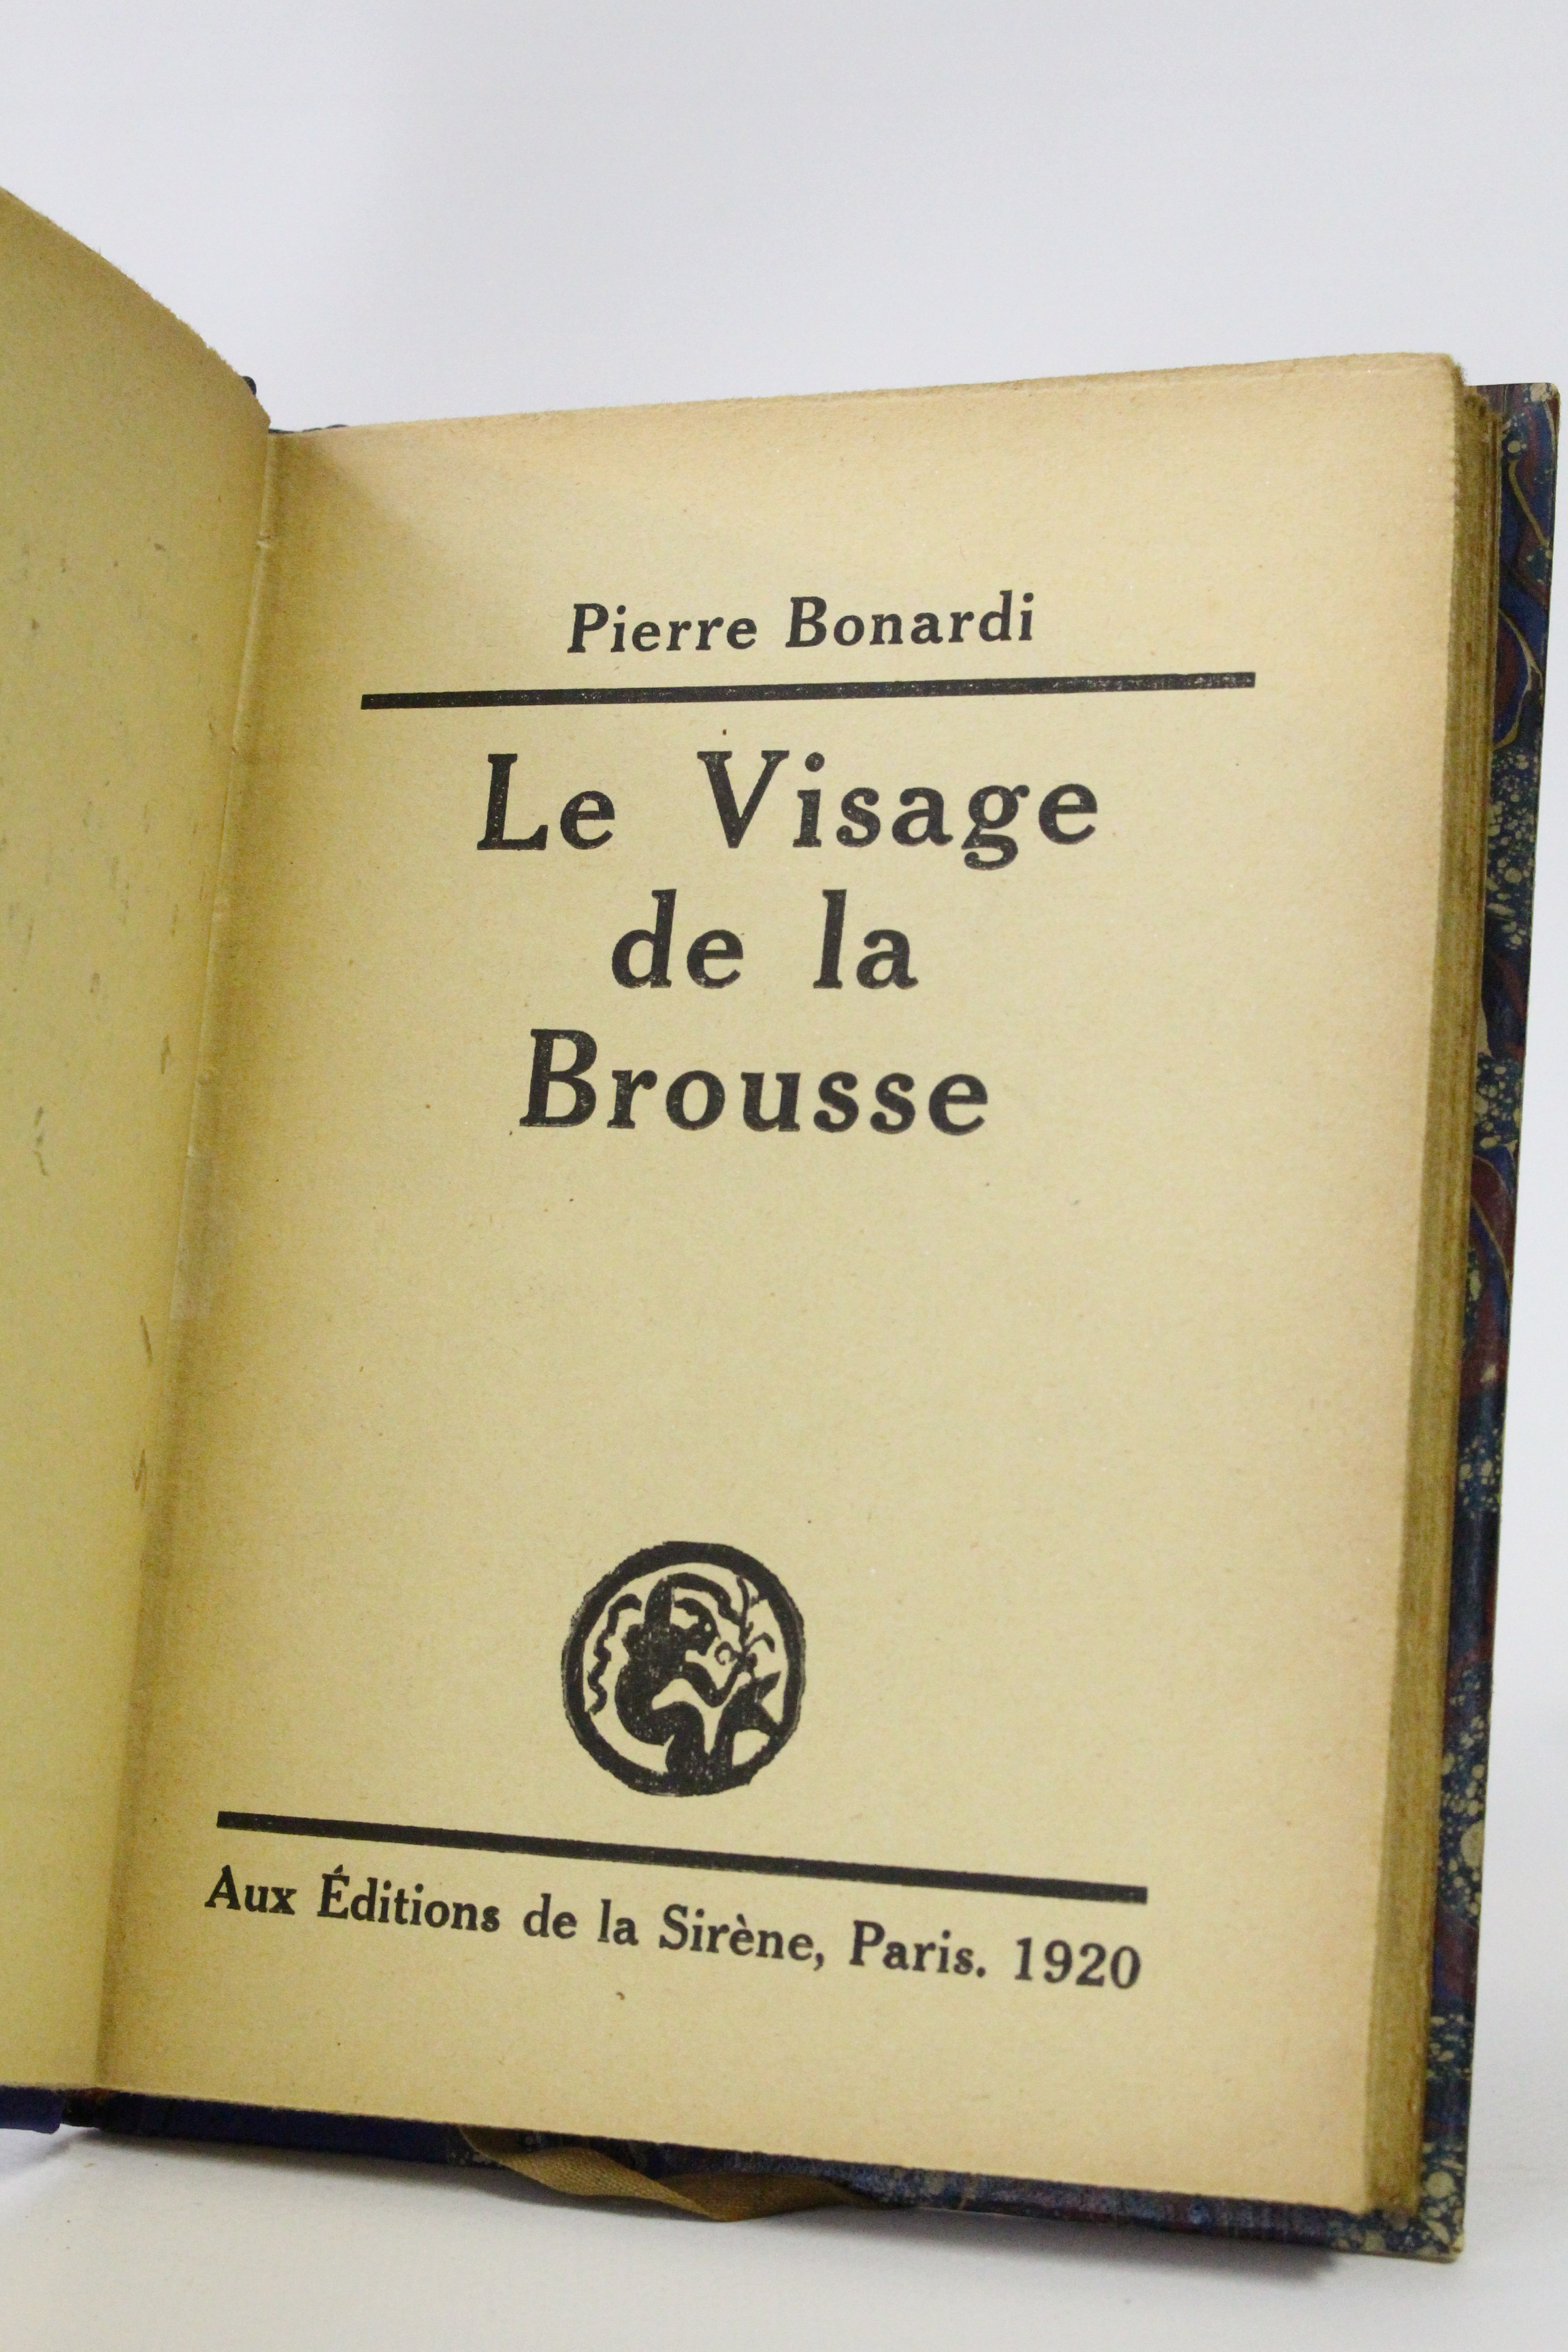 Pierre Bonardi
Le Visage
de la
Brousse
Aux Éditions de la Sirène, Paris. 1920